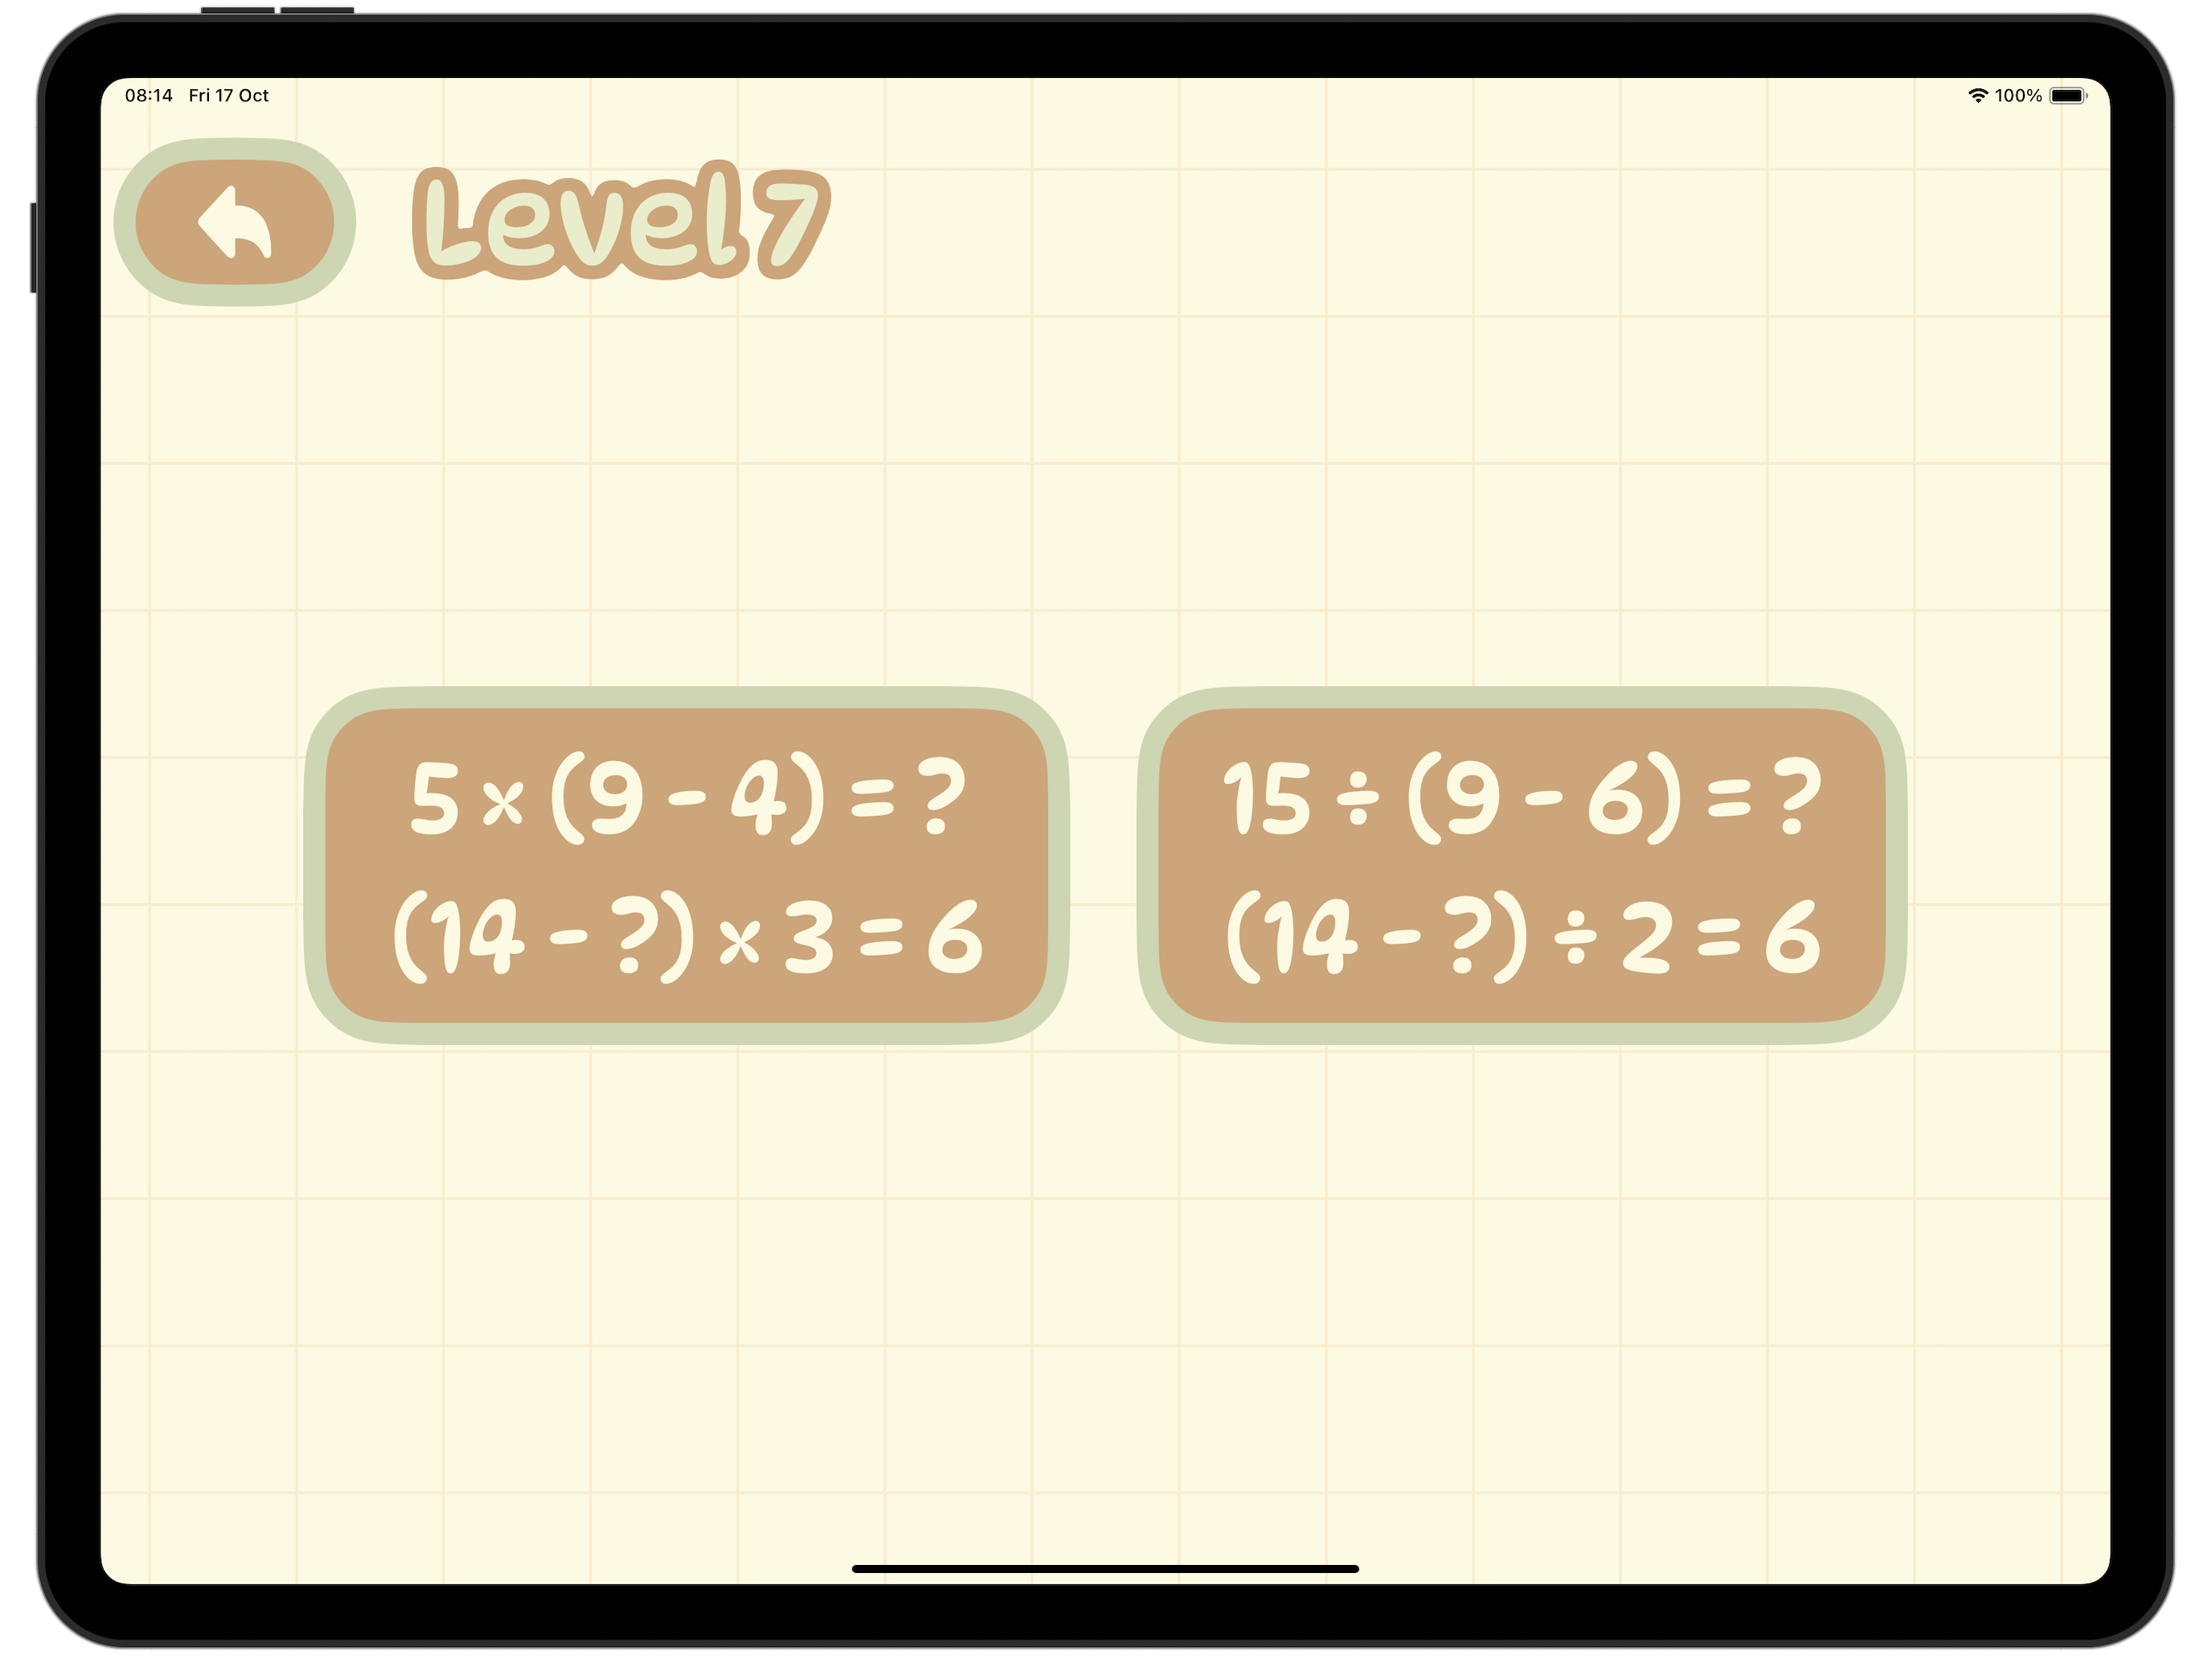 08:14 Fri 17 Oct
100%
Level 7
5 × (9 - 4) = ?
(14 - ?) × 3 = 6
15 ÷ (9 - 6) = ?
(14 - ?) ÷ 2 = 6